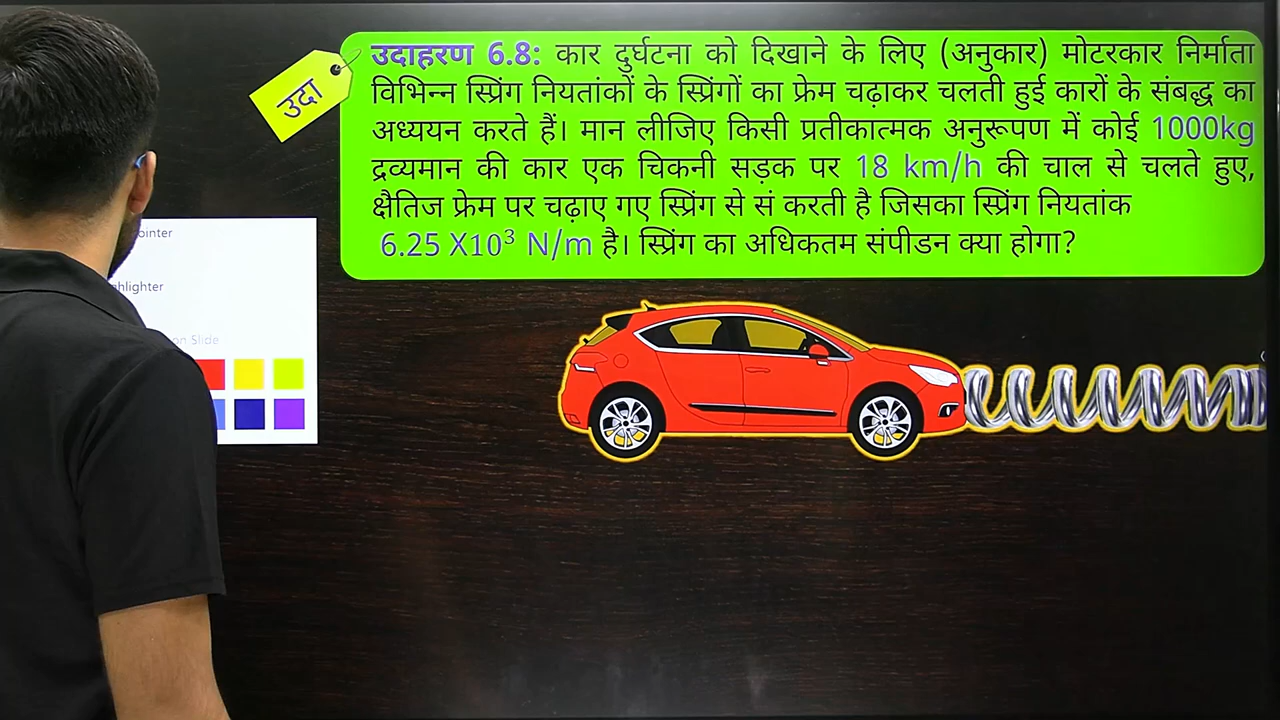 उदा
उदाहरण 6.8: कार दुर्घटना को दिखाने के लिए (अनुकार) मोटरकार निर्माता
विभिन्न स्प्रिंग नियतांकों के स्प्रिंगों का फ्रेम चढ़ाकर चलती हुई कारों के संबद्ध का
अध्ययन करते हैं। मान लीजिए किसी प्रतीकात्मक अनुरूपण में कोई 1000kg
द्रव्यमान की कार एक चिकनी सड़क पर 18 km/h की चाल से चलते हुए,
क्षैतिज फ्रेम पर चढ़ाए गए स्प्रिंग से सं करती है जिसका स्प्रिंग नियतांक
6.25 X10³ N/m है। स्प्रिंग का अधिकतम संपीडन क्या होगा?
on Slide